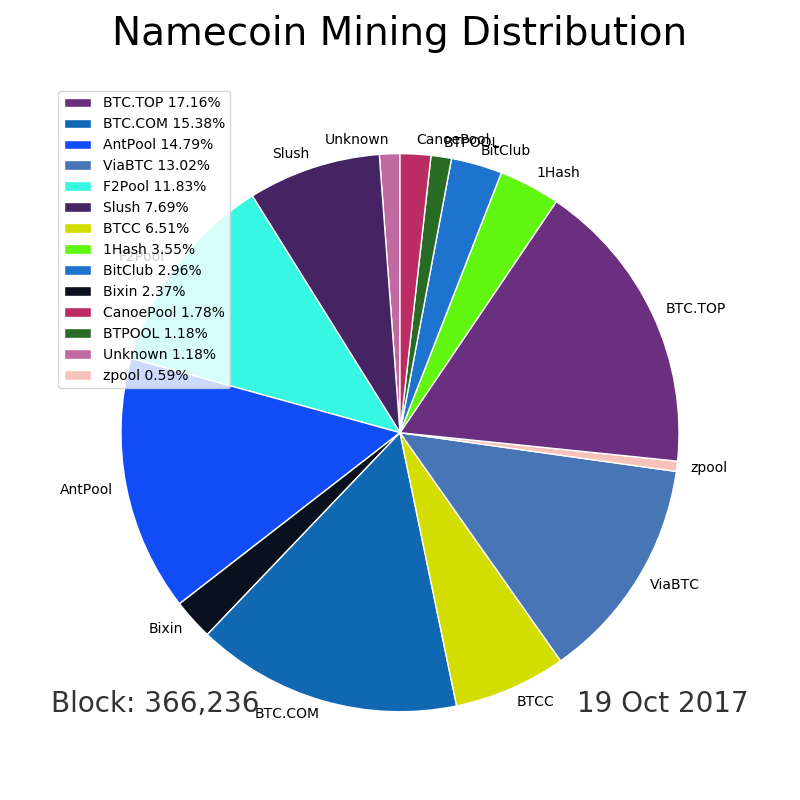 Namecoin Mining Distribution
BTC.TOP 17.16%
BTC.COM 15.38%
AntPool 14.79%
ViaBTC 13.02%
F2Pool 11.83%
Slush 7.69%
BTCC 6.51%
1Hash 3.55%
BitClub 2.96%
Bixin 2.37%
CanoePool 1.78%
BTPOOL 1.18%
Unknown 1.18%
zpool 0.59%
Unknown
CanoePool
BTPOOL
BitClub
Slush
1Hash
F2Pool
BTC.TOP
zpool
AntPool
ViaBTC
Bixin
BTCC
BTC.COM
Block: 366,236
19 Oct 2017